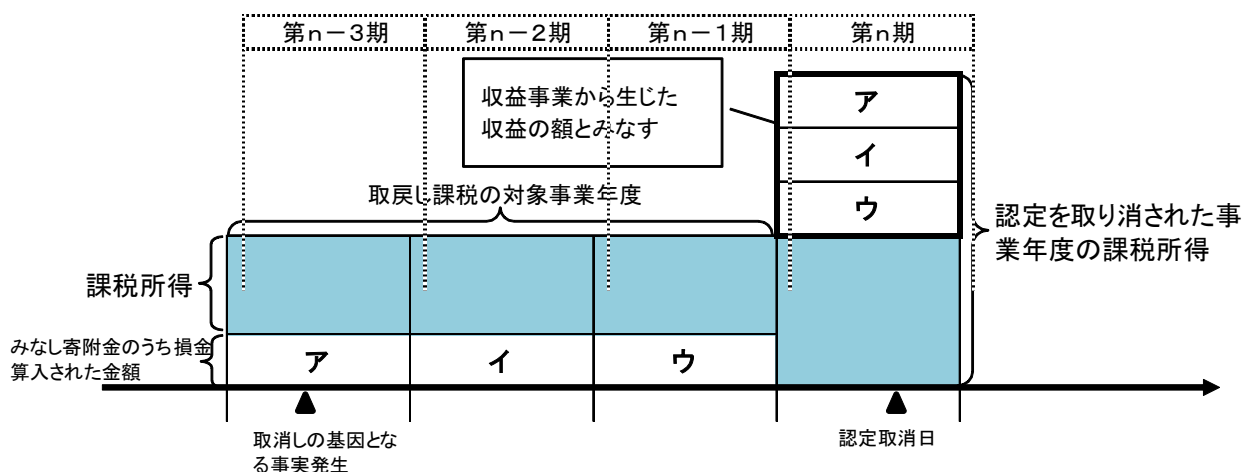 第n-3期
第n-2期
第n-1期
第n期
収益事業から生じた
収益の額とみなす
ア
イ
ウ
取戻し課税の対象事業年度
認定を取り消された事
業年度の課税所得
課税所得
みなし寄附金のうち損金
算入された金額
ア
イ
ウ
取消しの基因とな
る事実発生
認定取消日